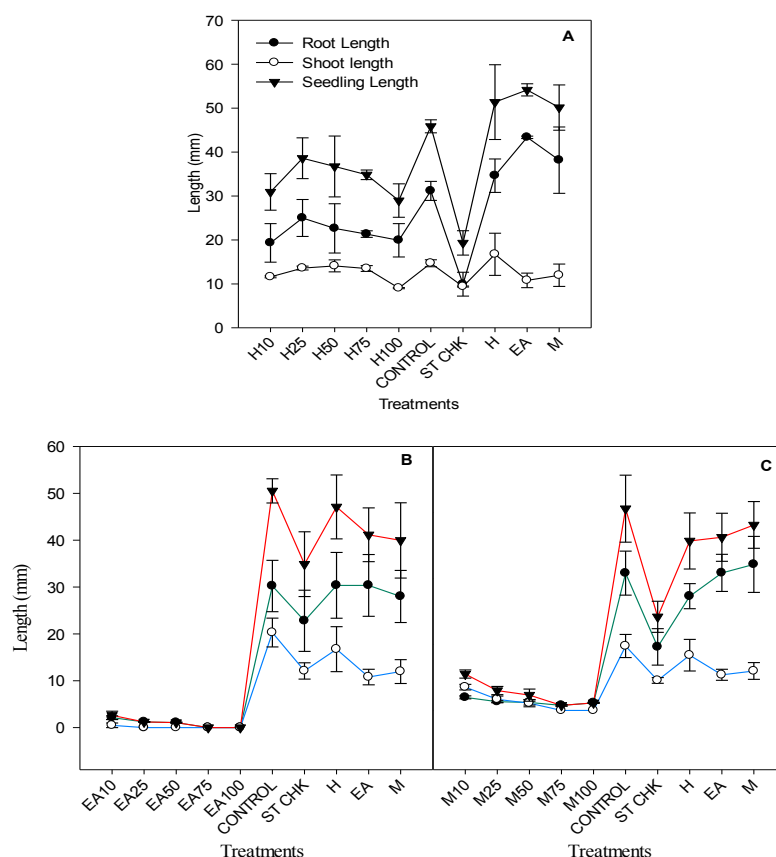 A
Root Length
Shoot length
Seedling Length
Length (mm)
70
60
50
40
30
20
10
0
H10
H25
H50
H75
H100
CONTROL
ST CHK
H
EA
M
Treatments
B
C
Length (mm)
60
50
40
30
20
10
0
EA10
EA25
EA50
EA75
EA100
CONTROL
ST CHK
H
EA
M
M10
M25
M50
M75
M100
CONTROL
ST CHK
H
EA
M
Treatments
Treatments